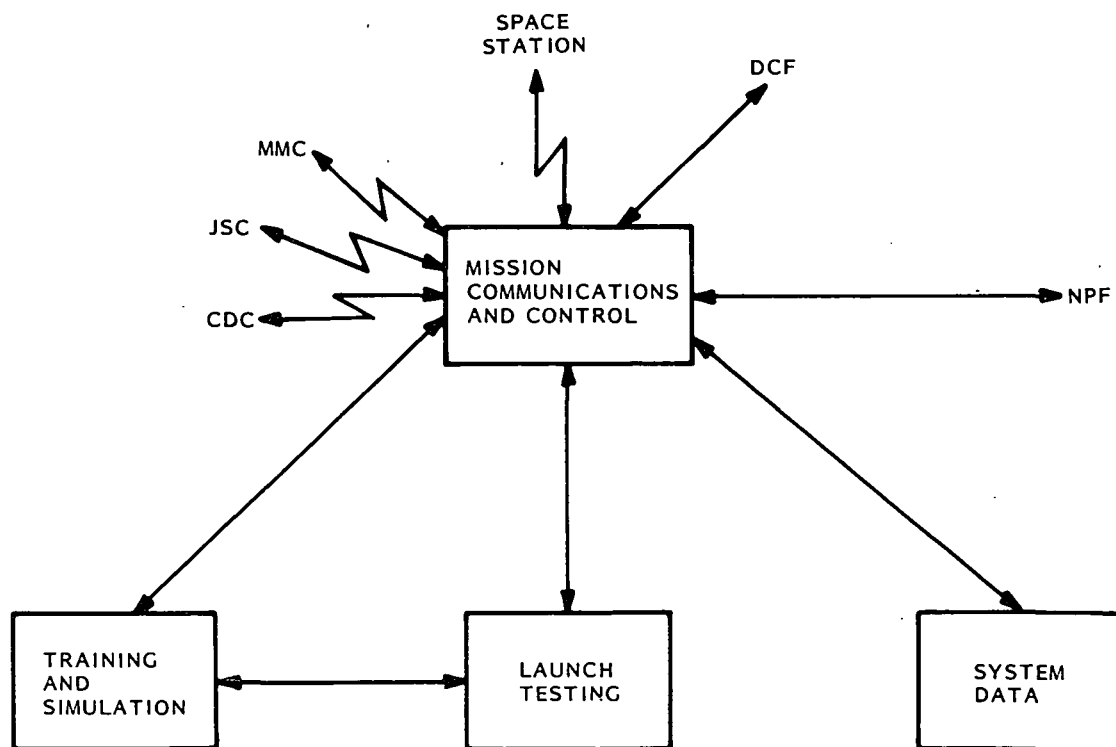 SPACE
STATION
DCF
MMC
JSC
CDC
MISSION
COMMUNICATIONS
AND CONTROL
NPF
TRAINING
AND
SIMULATION
LAUNCH
TESTING
SYSTEM
DATA